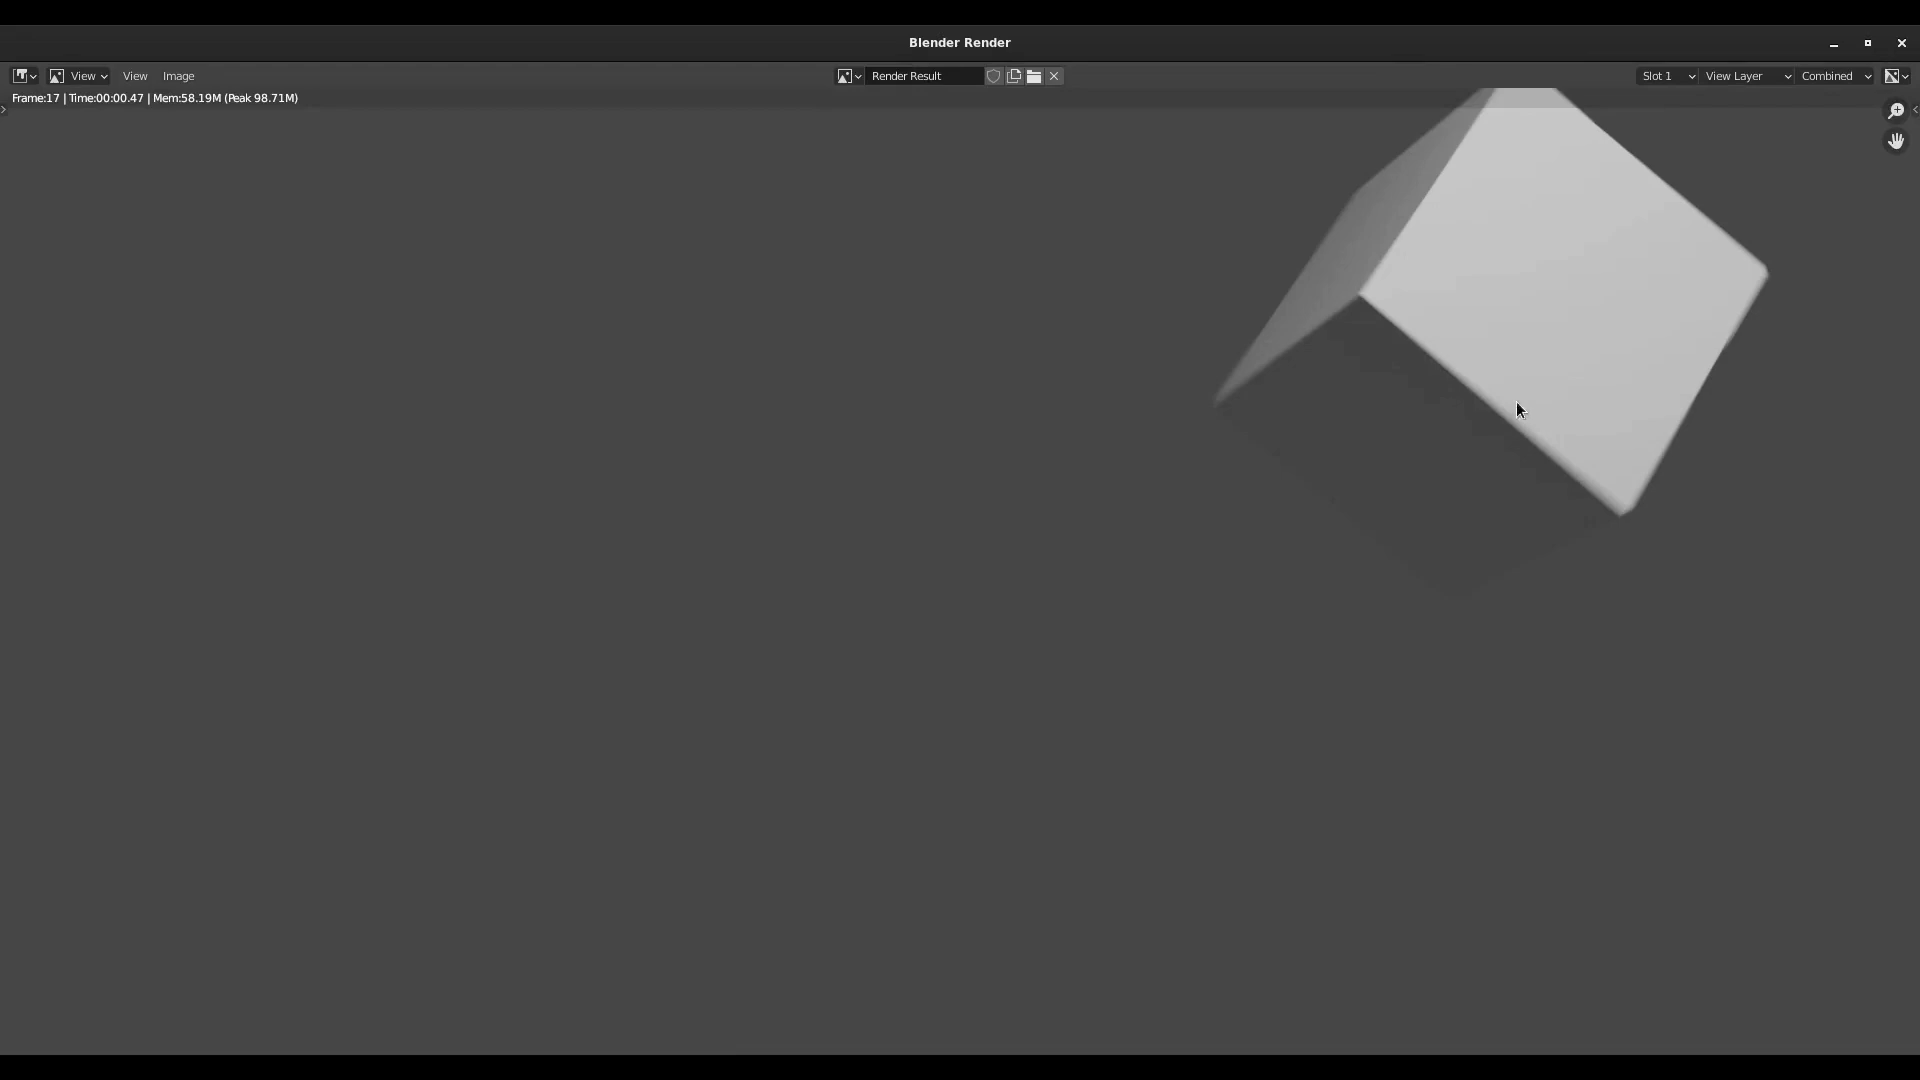 Blender Render
View View Image Render Result Slot 1 View Layer Combined
Frame:17 | Time:00:00.47 | Mem:58.19M (Peak 98.71M)